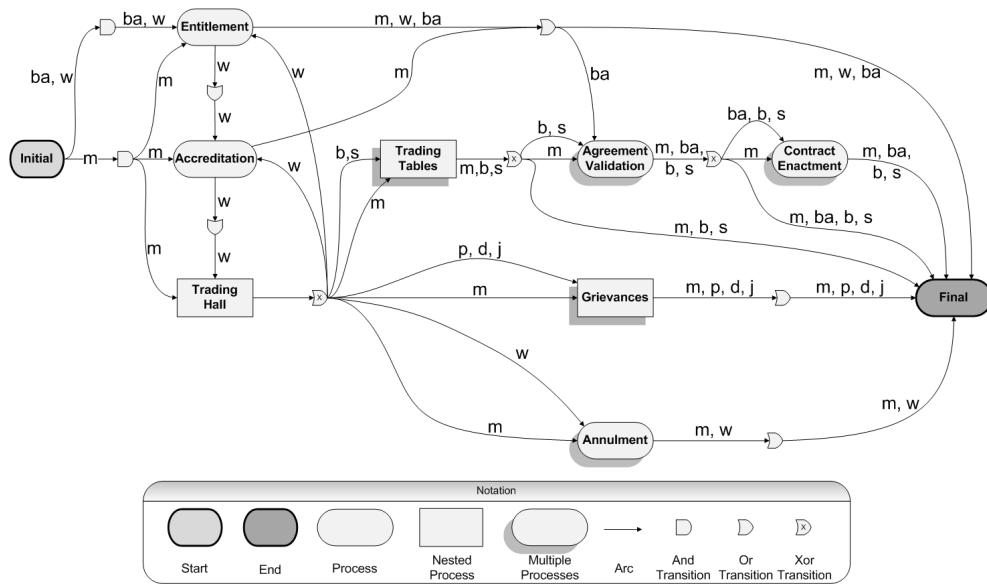 ba, w
Entitlement
m, w, ba
ba, w
m
w
w
m
w
ba
m, w, ba
Initial
m
m
Accreditation
w
b,s
m
Trading
Tables
m,b,s
x
b, s
m
Agreement
Validation
m, ba,
b, s
x
ba, b, s
m
Contract
Enactment
m, ba,
b, s
m
w
w
m, b, s
m, ba, b, s
Trading
Hall
x
p, d, j
m
Grievances
m, p, d, j
m, p, d, j
Final
w
m
Annulment
m, w
m, w
Notation
x
Start
End
Process
Nested
Process
Multiple
Processes
Arc
And
Transition
Or
Transition
Xor
Transition